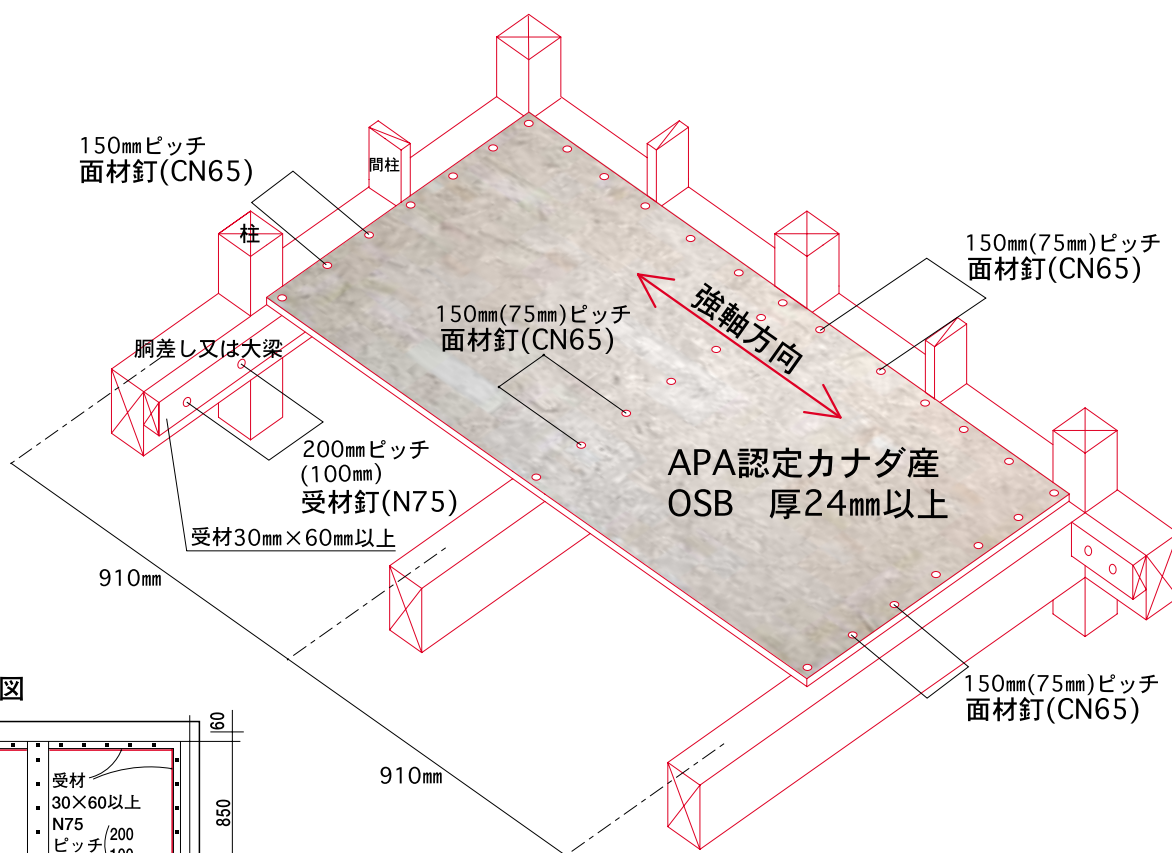 150mmピッチ
面材釘(CN65)
間柱
柱
150mm(75mm)ピッチ
面材釘(CN65)
強軸方向
150mm(75mm)ピッチ
面材釘(CN65)
胴差し又は大梁
200mmピッチ
(100mm)
受材釘(N75)
受材30mm×60mm以上
APA認定カナダ産
OSB 厚24mm以上
910mm
150mm(75mm)ピッチ
面材釘(CN65)
910mm
図
60
850
受材
30×60以上
N75
ピッチ(200
100